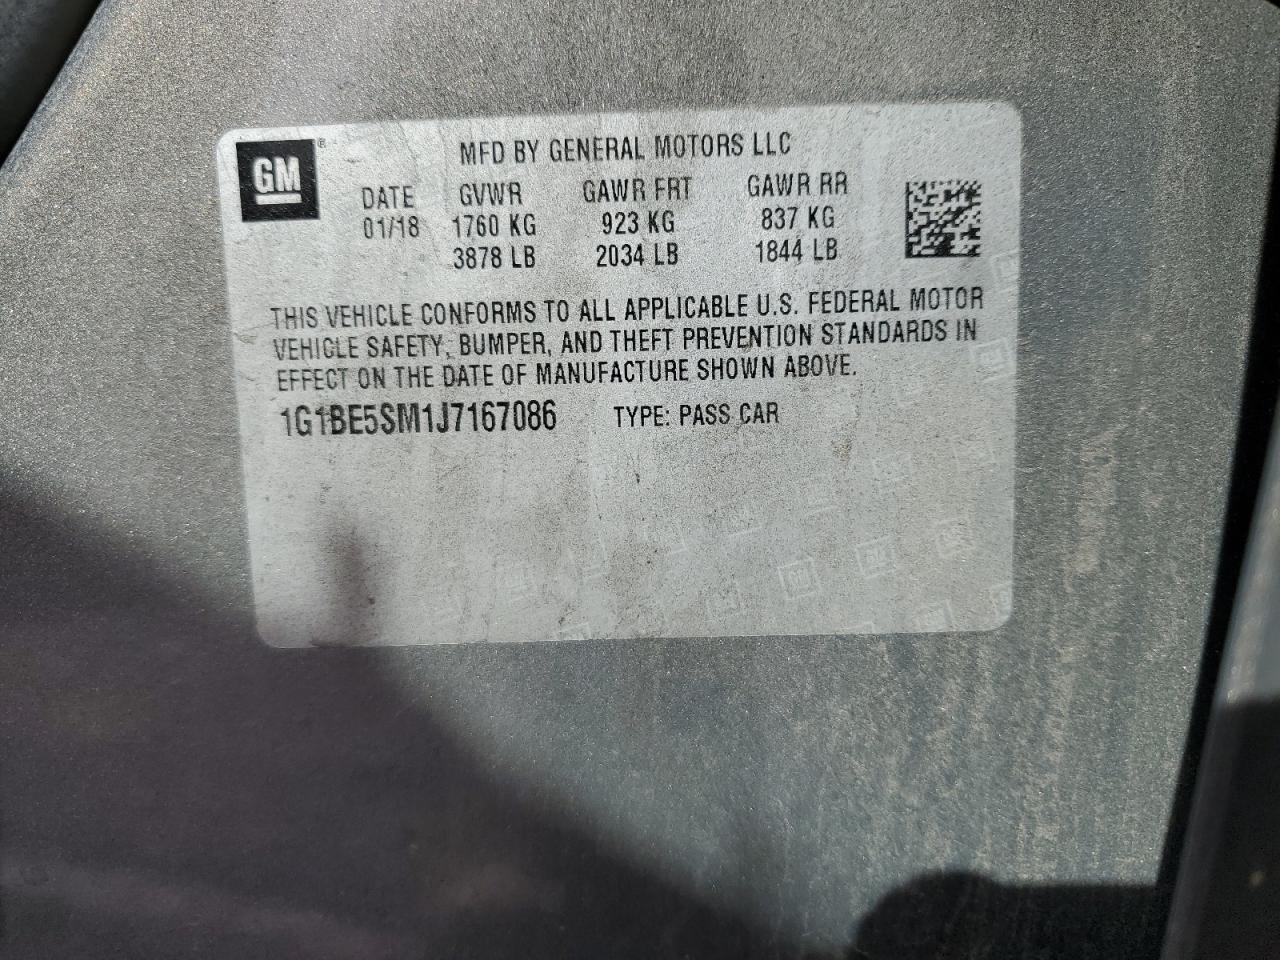 GM®
MFD BY GENERAL MOTORS LLC
DATE GVWR GAWR FRT GAWR RR
01/18 1760 KG 923 KG 837 KG
3878 LB 2034 LB 1844 LB
THIS VEHICLE CONFORMS TO ALL APPLICABLE U.S. FEDERAL MOTOR
VEHICLE SAFETY, BUMPER, AND THEFT PREVENTION STANDARDS IN
EFFECT ON THE DATE OF MANUFACTURE SHOWN ABOVE.
1G1BE5SM1J7167086 TYPE: PASS CAR